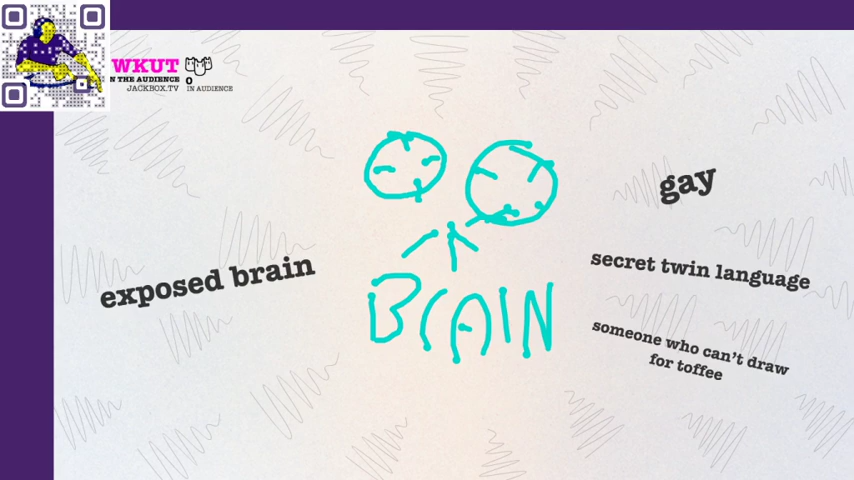 WKUT
N THE AUDIENCE
JACKBOX.TV
0
IN AUDIENCE
gay
exposed brain
secret twin language
BrAIN
someone who can't draw
for toffee